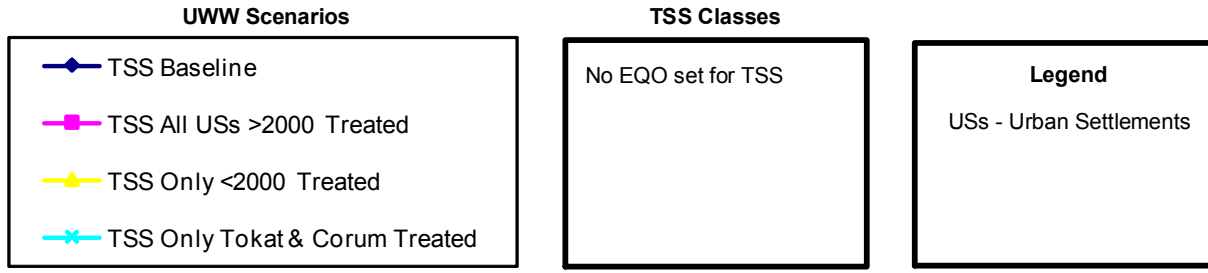 UWW Scenarios
TSS Baseline
TSS All USs >2000 Treated
TSS Only <2000 Treated
TSS Only Tokat & Corum Treated
TSS Classes
No EQO set for TSS
Legend
USs - Urban Settlements